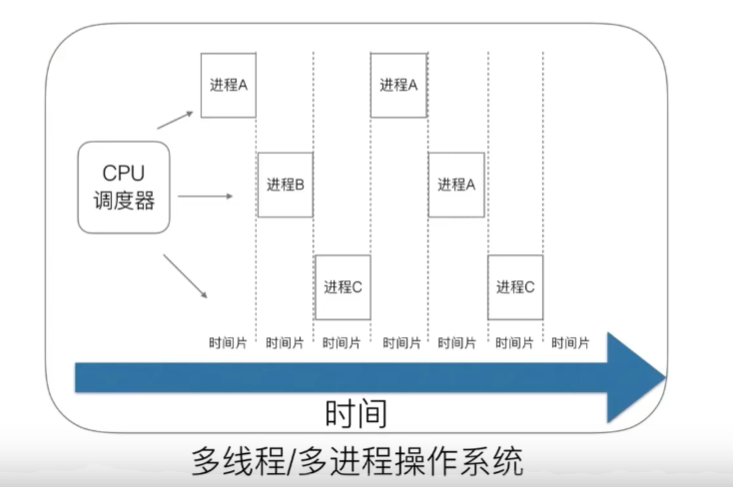 进程A
进程A
CPU
调度器
进程B
进程A
进程C
进程C
时间片 时间片 时间片 时间片 时间片 时间片 时间片
时间
多线程/多进程操作系统